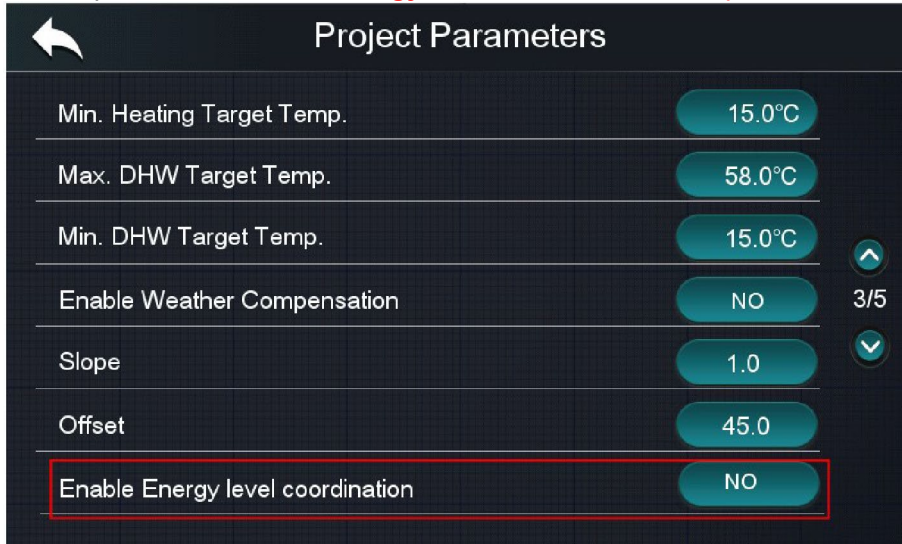 Project Parameters
Min. Heating Target Temp. 15.0°C
Max. DHW Target Temp. 58.0°C
Min. DHW Target Temp. 15.0°C
Enable Weather Compensation NO 3/5
Slope 1.0
Offset 45.0
Enable Energy level coordination NO